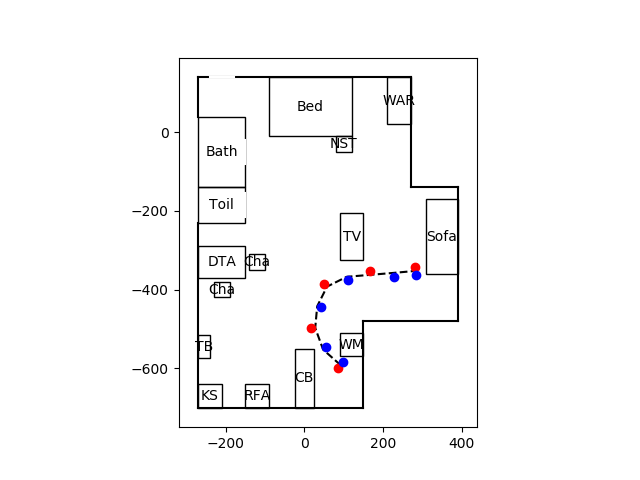 Bed
WAR
0
NST
Bath
Toil
−200
TV
Sofa
DTA
Cha
Cha
−400
TB
WM
CB
−600
KS
RFA
−200
0
200
400